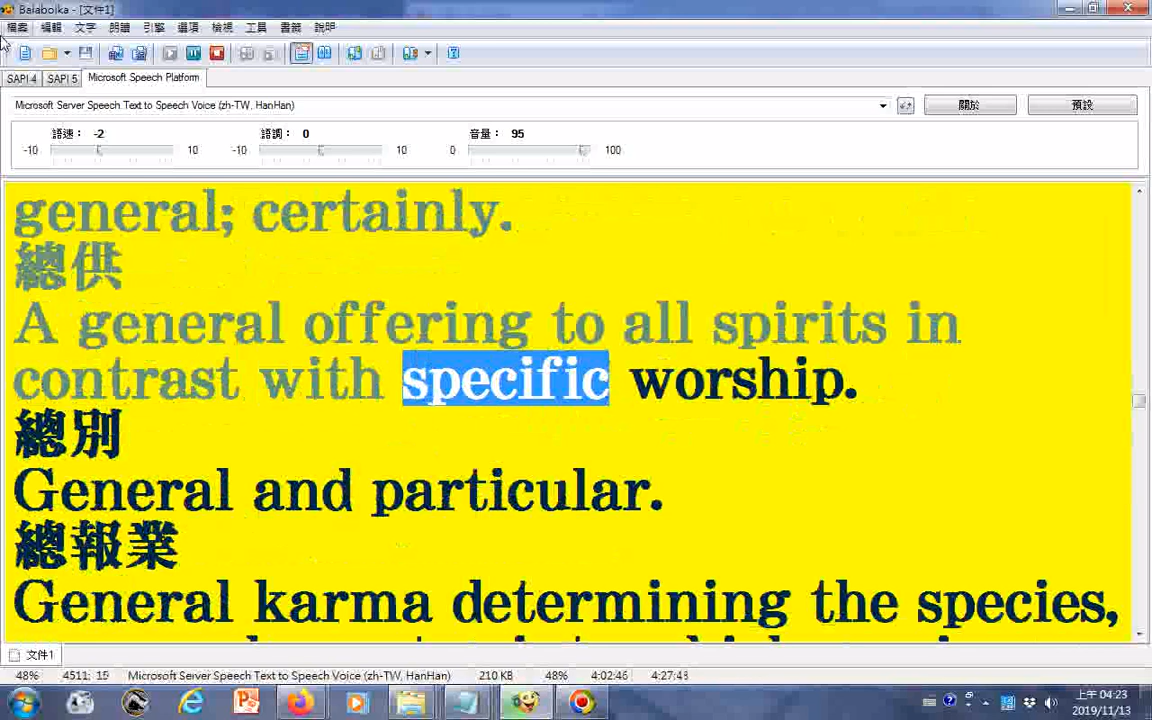 Balabolka - [文件1]
檔案 編輯 文字 朗讀 引擎 選項 檢視 工具 書籤 說明
SAPI 4 SAPI 5 Microsoft Speech Platform
Microsoft Server Speech Text to Speech Voice (zh-TW, HanHan) 關於 預設
語速： -2 語調： 0 音量： 95
-10 10 -10 10 0 100
general; certainly.
總供
A general offering to all spirits in
contrast with specific worship.
總別
General and particular.
總報業
General karma determining the species,
文件1
48% 4511: 15 Microsoft Server Speech Text to Speech Voice (zh-TW, HanHan) 210 KB 48% 4:02:46 4:27:43
上午 04:23
2019/11/13